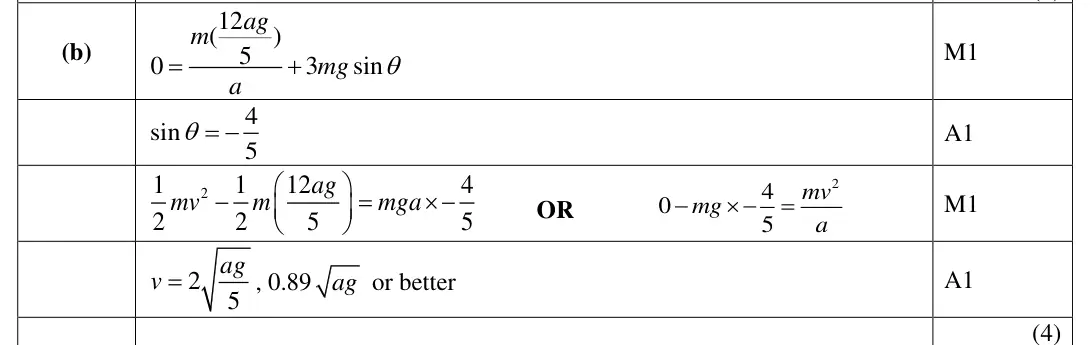 (b) 0 = m(12ag/5)/a + 3mg sin θ M1
sin θ = −4/5 A1
1/2 mv² − 1/2 m(12ag/5) = mga × −4/5 OR 0 − mg × −4/5 = mv²/a M1
v = 2√(ag/5) , 0.89√ag or better A1
(4)